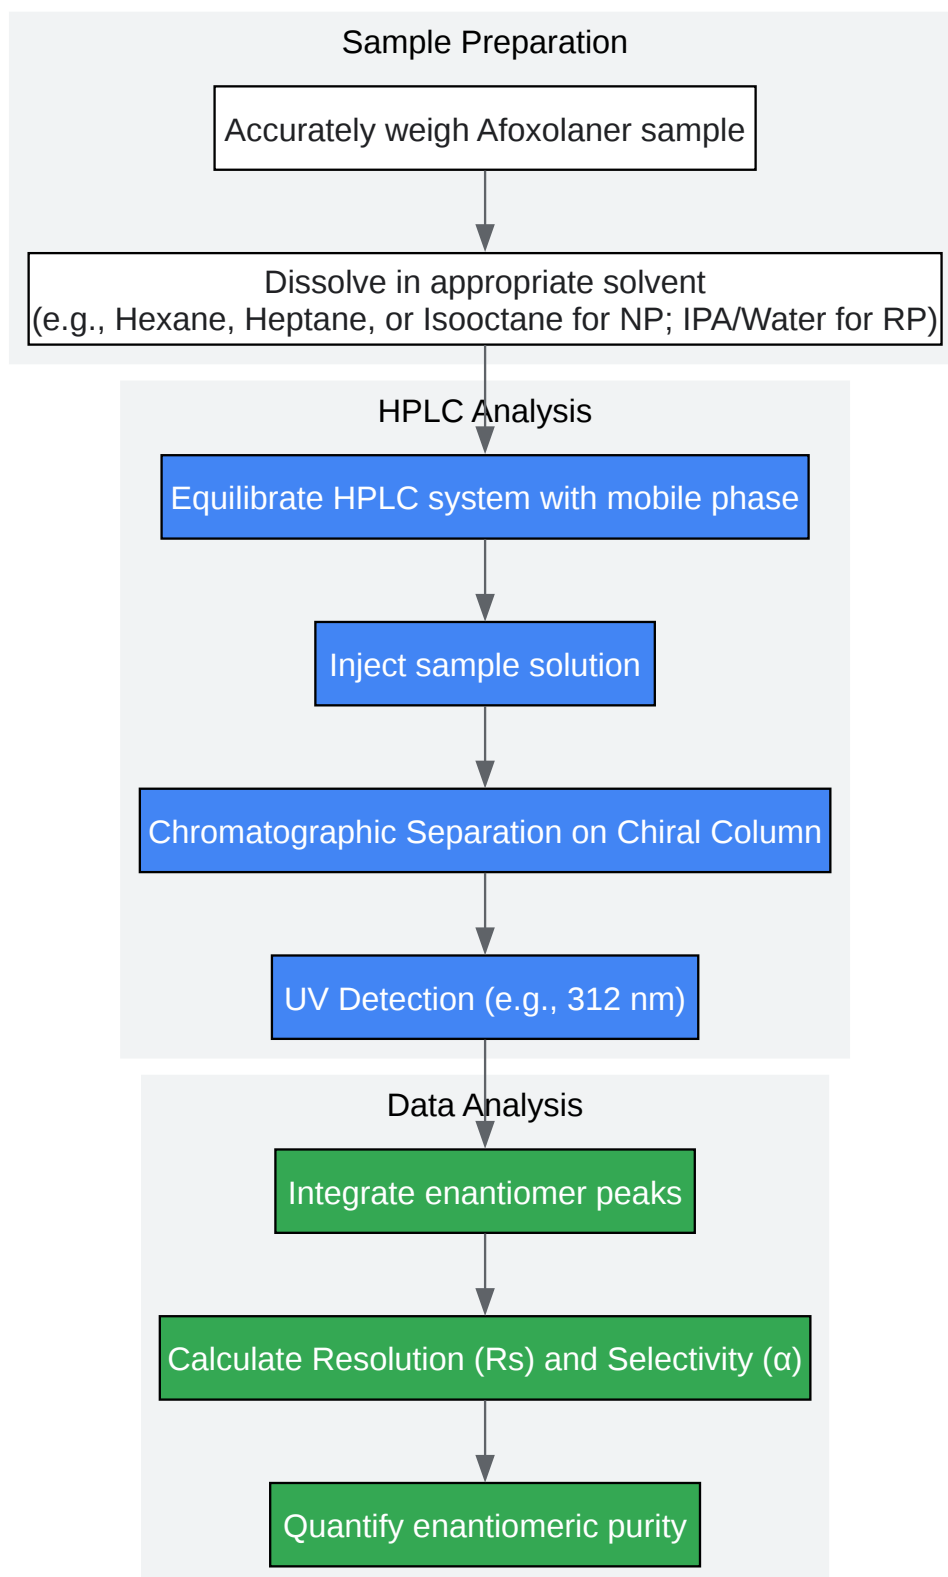 Sample Preparation
Accurately weigh Afoxolaner sample
Dissolve in appropriate solvent
(e.g., Hexane, Heptane, or Isooctane for NP; IPA/Water for RP)
HPLC Analysis
Equilibrate HPLC system with mobile phase
Inject sample solution
Chromatographic Separation on Chiral Column
UV Detection (e.g., 312 nm)
Data Analysis
Integrate enantiomer peaks
Calculate Resolution (Rs) and Selectivity (α)
Quantify enantiomeric purity